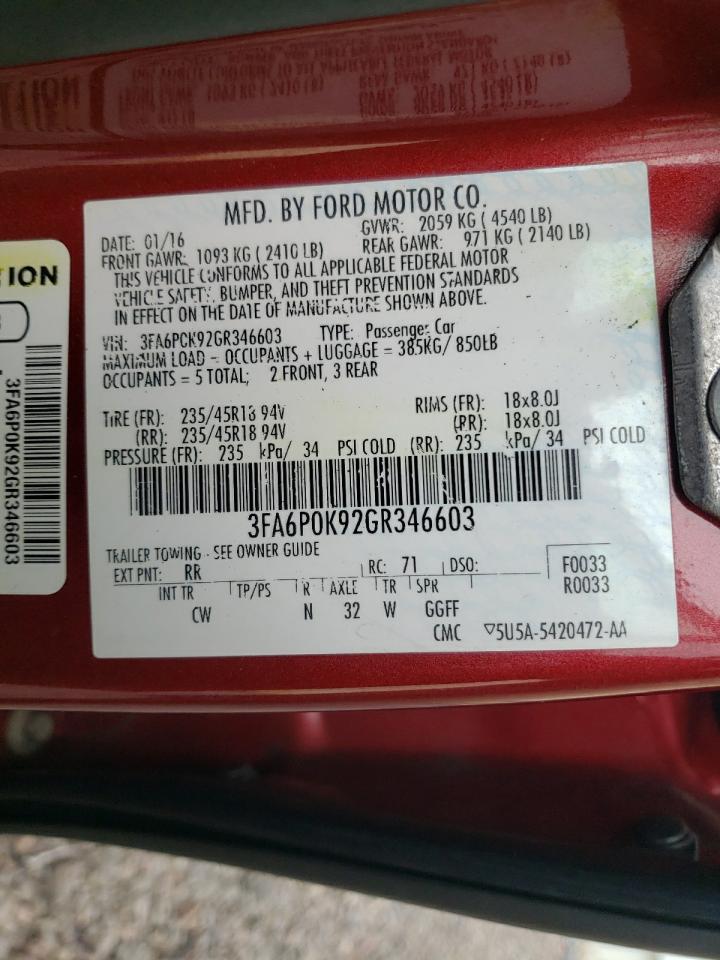 MFD. BY FORD MOTOR CO.
DATE: 01/16
GVWR: 2059 KG ( 4540 LB)
FRONT GAWR: 1093 KG ( 2410 LB)
REAR GAWR: 971 KG ( 2140 LB)
THIS VEHICLE CONFORMS TO ALL APPLICABLE FEDERAL MOTOR
VEHICLE SAFETY, BUMPER, AND THEFT PREVENTION STANDARDS
IN EFFECT ON THE DATE OF MANUFACTURE SHOWN ABOVE.
VIN: 3FA6P0K92GR346603 TYPE: Passenger Car
MAXIMUM LOAD = OCCUPANTS + LUGGAGE = 385KG/ 850LB
OCCUPANTS = 5 TOTAL; 2 FRONT, 3 REAR
TIRE (FR): 235/45R18 94V RIMS (FR): 18x8.0J
(RR): 235/45R18 94V (RR): 18x8.0J
PRESSURE (FR): 235 kPa/ 34 PSI COLD (RR): 235 kPa/ 34 PSI COLD
3FA6P0K92GR346603
TRAILER TOWING - SEE OWNER GUIDE
EXT PNT: RR RC: 71 DSO: F0033
R0033
INT TR TP/PS R AXLE TR SPR
CW N 32 W GGFF
CMC ▽5U5A-5420472-AA
TION
3FA6P0K92GR346603